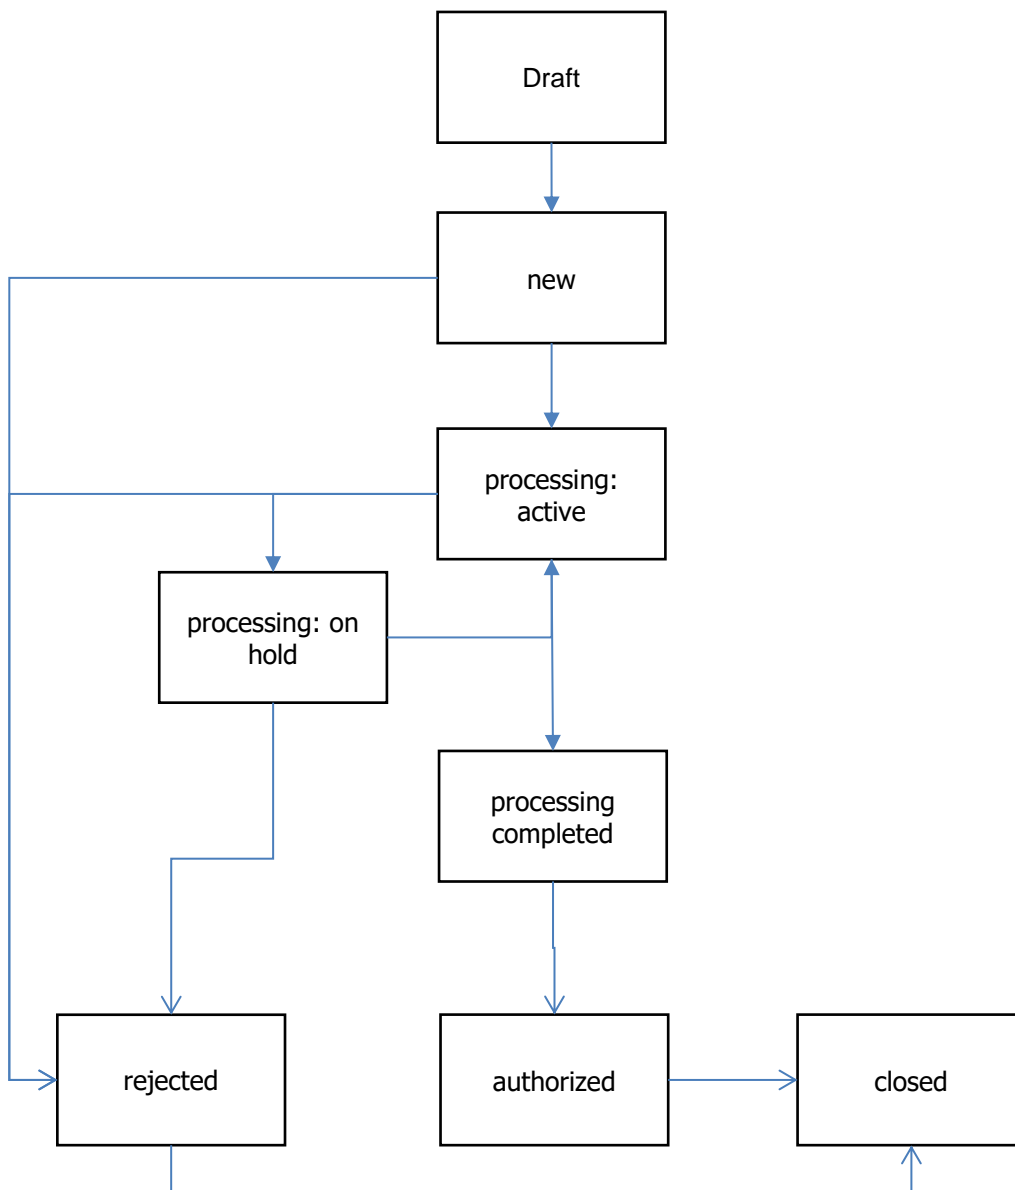 Draft
new
processing:
active
processing: on
hold
processing
completed
rejected
authorized
closed